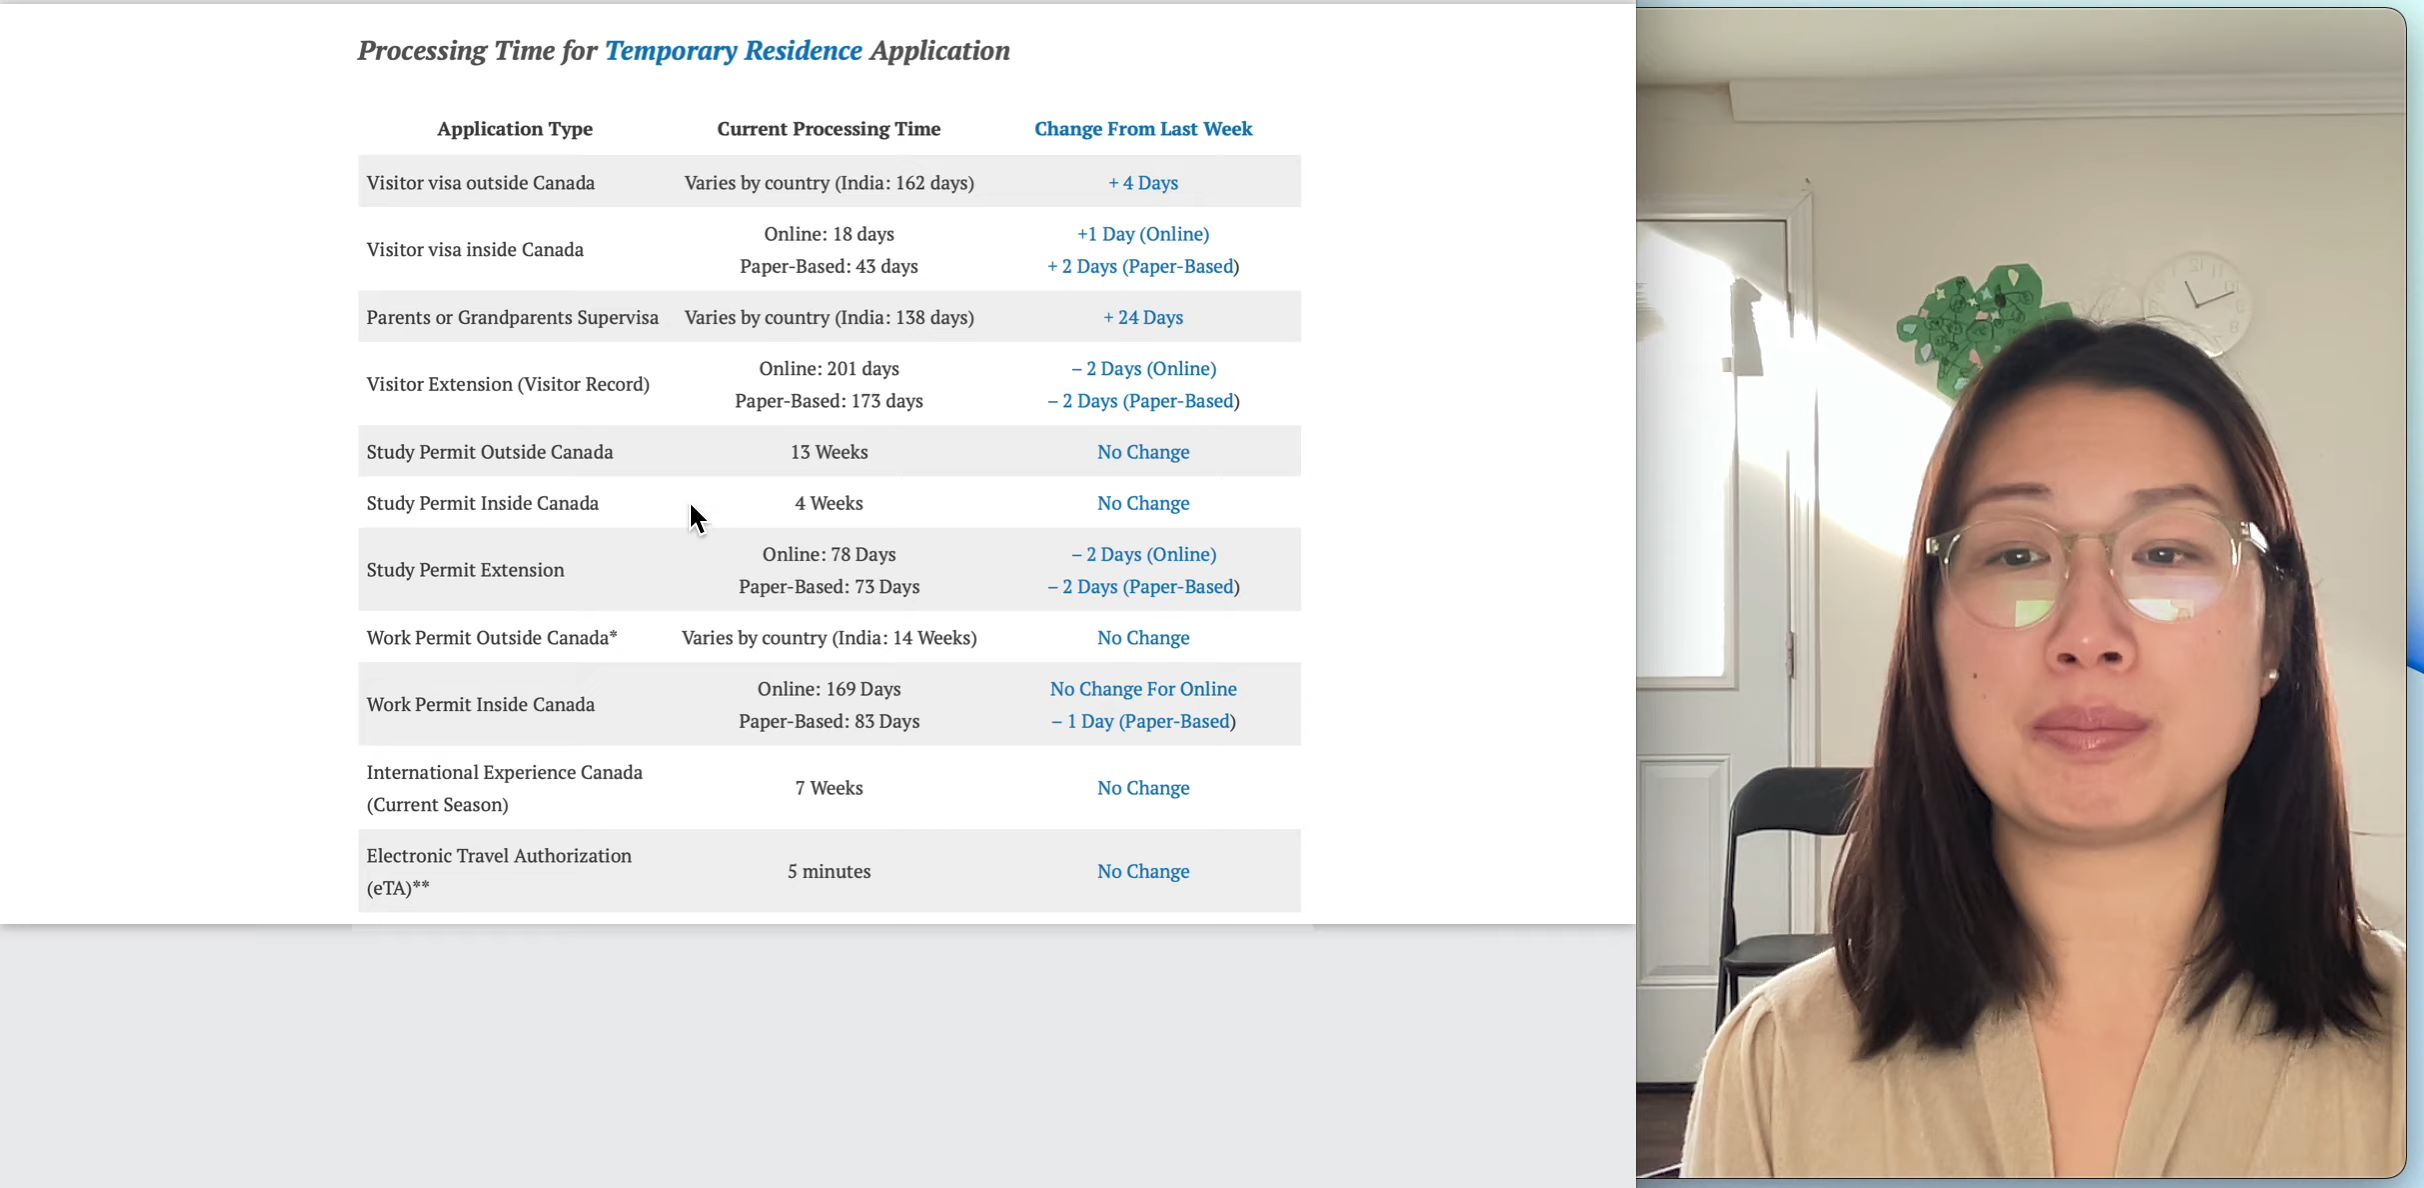 Processing Time for Temporary Residence Application
Application Type Current Processing Time Change From Last Week
Visitor visa outside Canada Varies by country (India: 162 days) + 4 Days
Visitor visa inside Canada
Online: 18 days
Paper-Based: 43 days
+1 Day (Online)
+ 2 Days (Paper-Based)
Parents or Grandparents Supervisa Varies by country (India: 138 days) + 24 Days
Visitor Extension (Visitor Record)
Online: 201 days
Paper-Based: 173 days
– 2 Days (Online)
– 2 Days (Paper-Based)
Study Permit Outside Canada 13 Weeks No Change
Study Permit Inside Canada 4 Weeks No Change
Study Permit Extension
Online: 78 Days
Paper-Based: 73 Days
– 2 Days (Online)
– 2 Days (Paper-Based)
Work Permit Outside Canada* Varies by country (India: 14 Weeks) No Change
Work Permit Inside Canada
Online: 169 Days
Paper-Based: 83 Days
No Change For Online
– 1 Day (Paper-Based)
International Experience Canada
(Current Season)
7 Weeks
No Change
Electronic Travel Authorization
(eTA)**
5 minutes
No Change